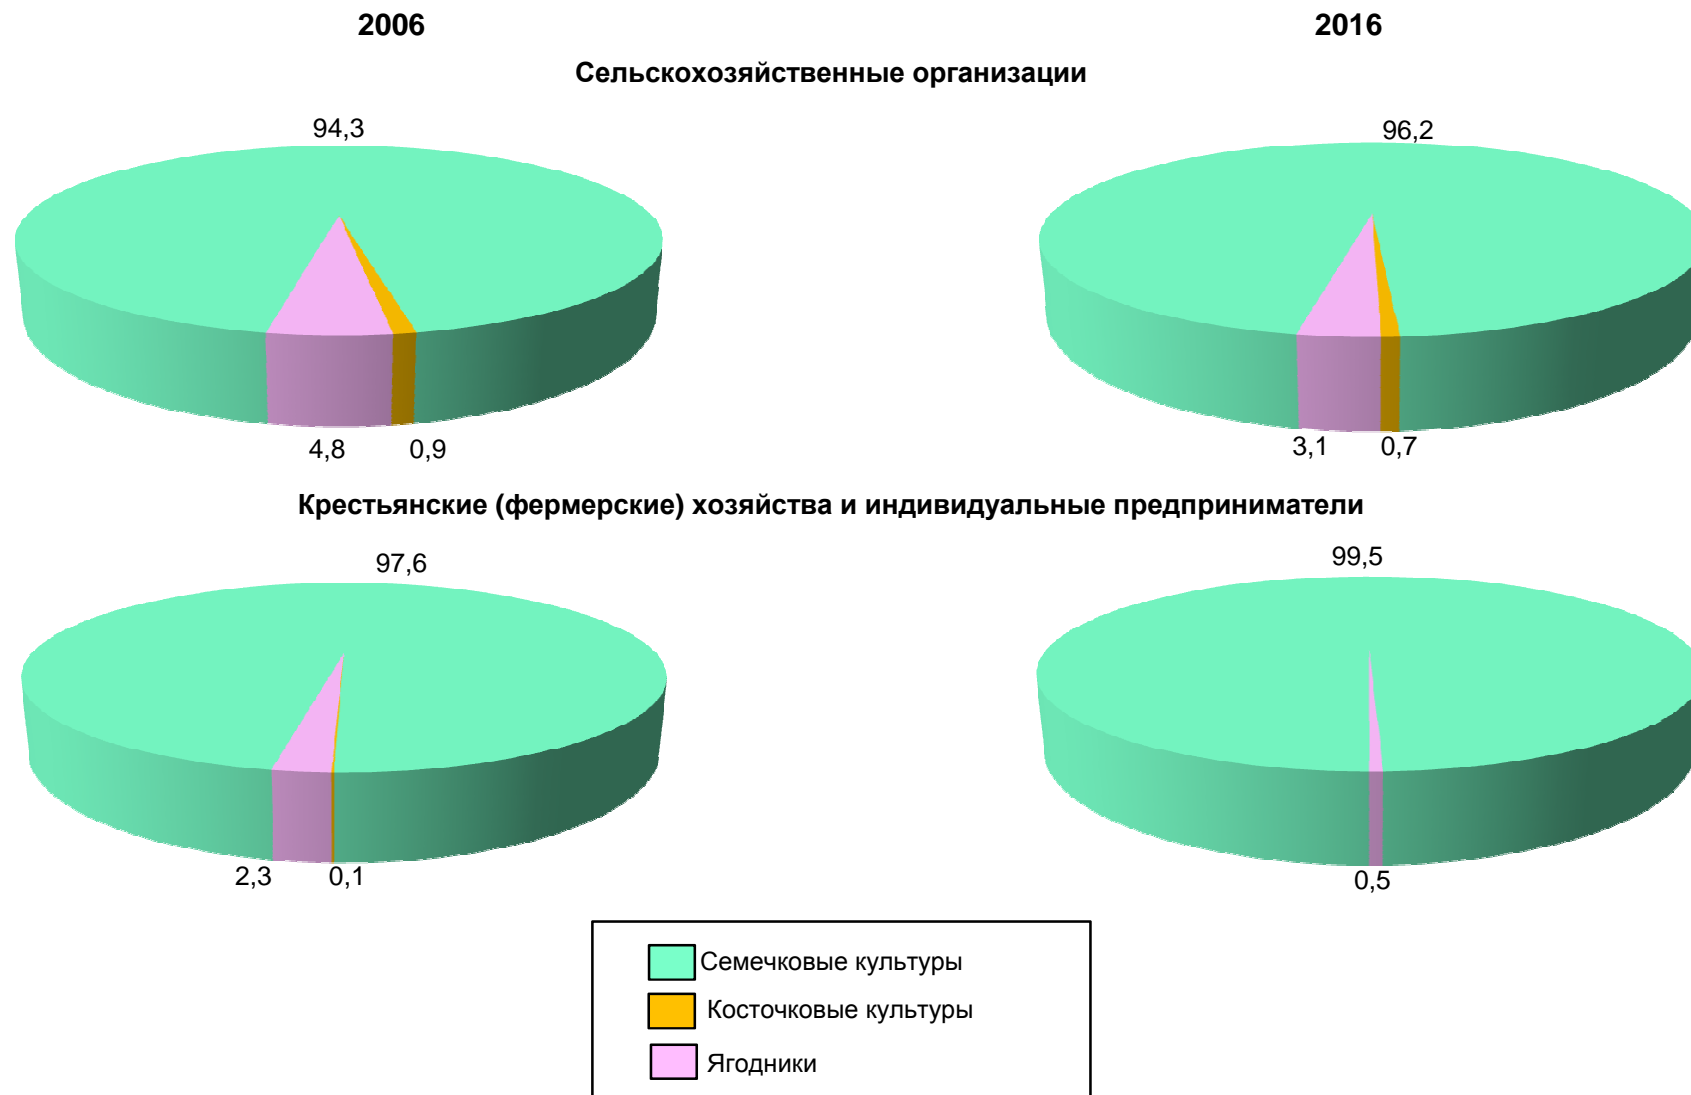 2006 2016
Сельскохозяйственные организации
94,3 96,2
4,8 0,9 3,1 0,7
Крестьянские (фермерские) хозяйства и индивидуальные предприниматели
97,6 99,5
2,3 0,1 0,5
Семечковые культуры
Косточковые культуры
Ягодники